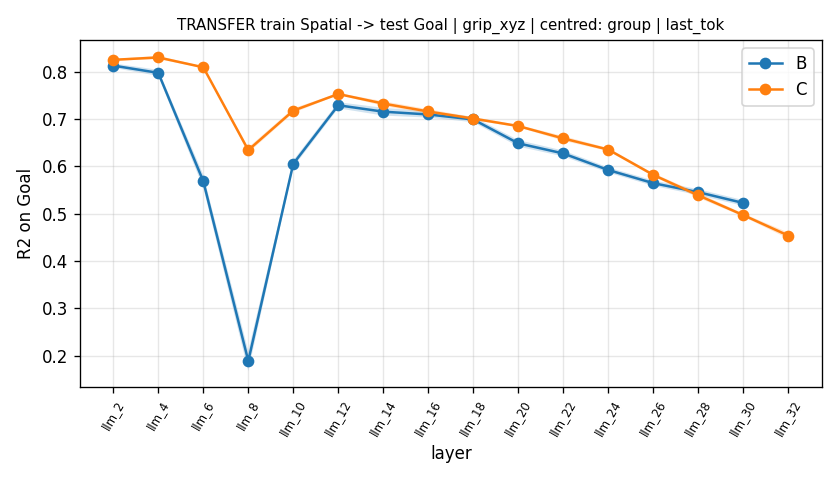 TRANSFER train Spatial -> test Goal | grip_xyz | centred: group | last_tok
B
C
R2 on Goal
0.8
0.7
0.6
0.5
0.4
0.3
0.2
llm_2
llm_4
llm_6
llm_8
llm_10
llm_12
llm_14
llm_16
llm_18
llm_20
llm_22
llm_24
llm_26
llm_28
llm_30
llm_32
layer